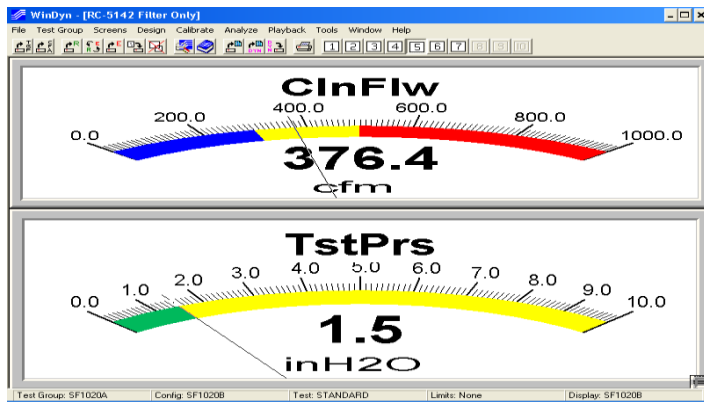 WinDyn - [RC-5142 Filter Only]
File Test Group Screens Design Calibrate Analyze Playback Tools Window Help
1 2 3 4 5 6 7 8 9 10
ClnFlw
0.0 200.0 400.0 600.0 800.0 1000.0
376.4
cfm
TstPrs
0.0 1.0 2.0 3.0 4.0 5.0 6.0 7.0 8.0 9.0 10.0
1.5
inH2O
Test Group: SF1020A Config: SF1020B Test: STANDARD Limits: None Display: SF1020B